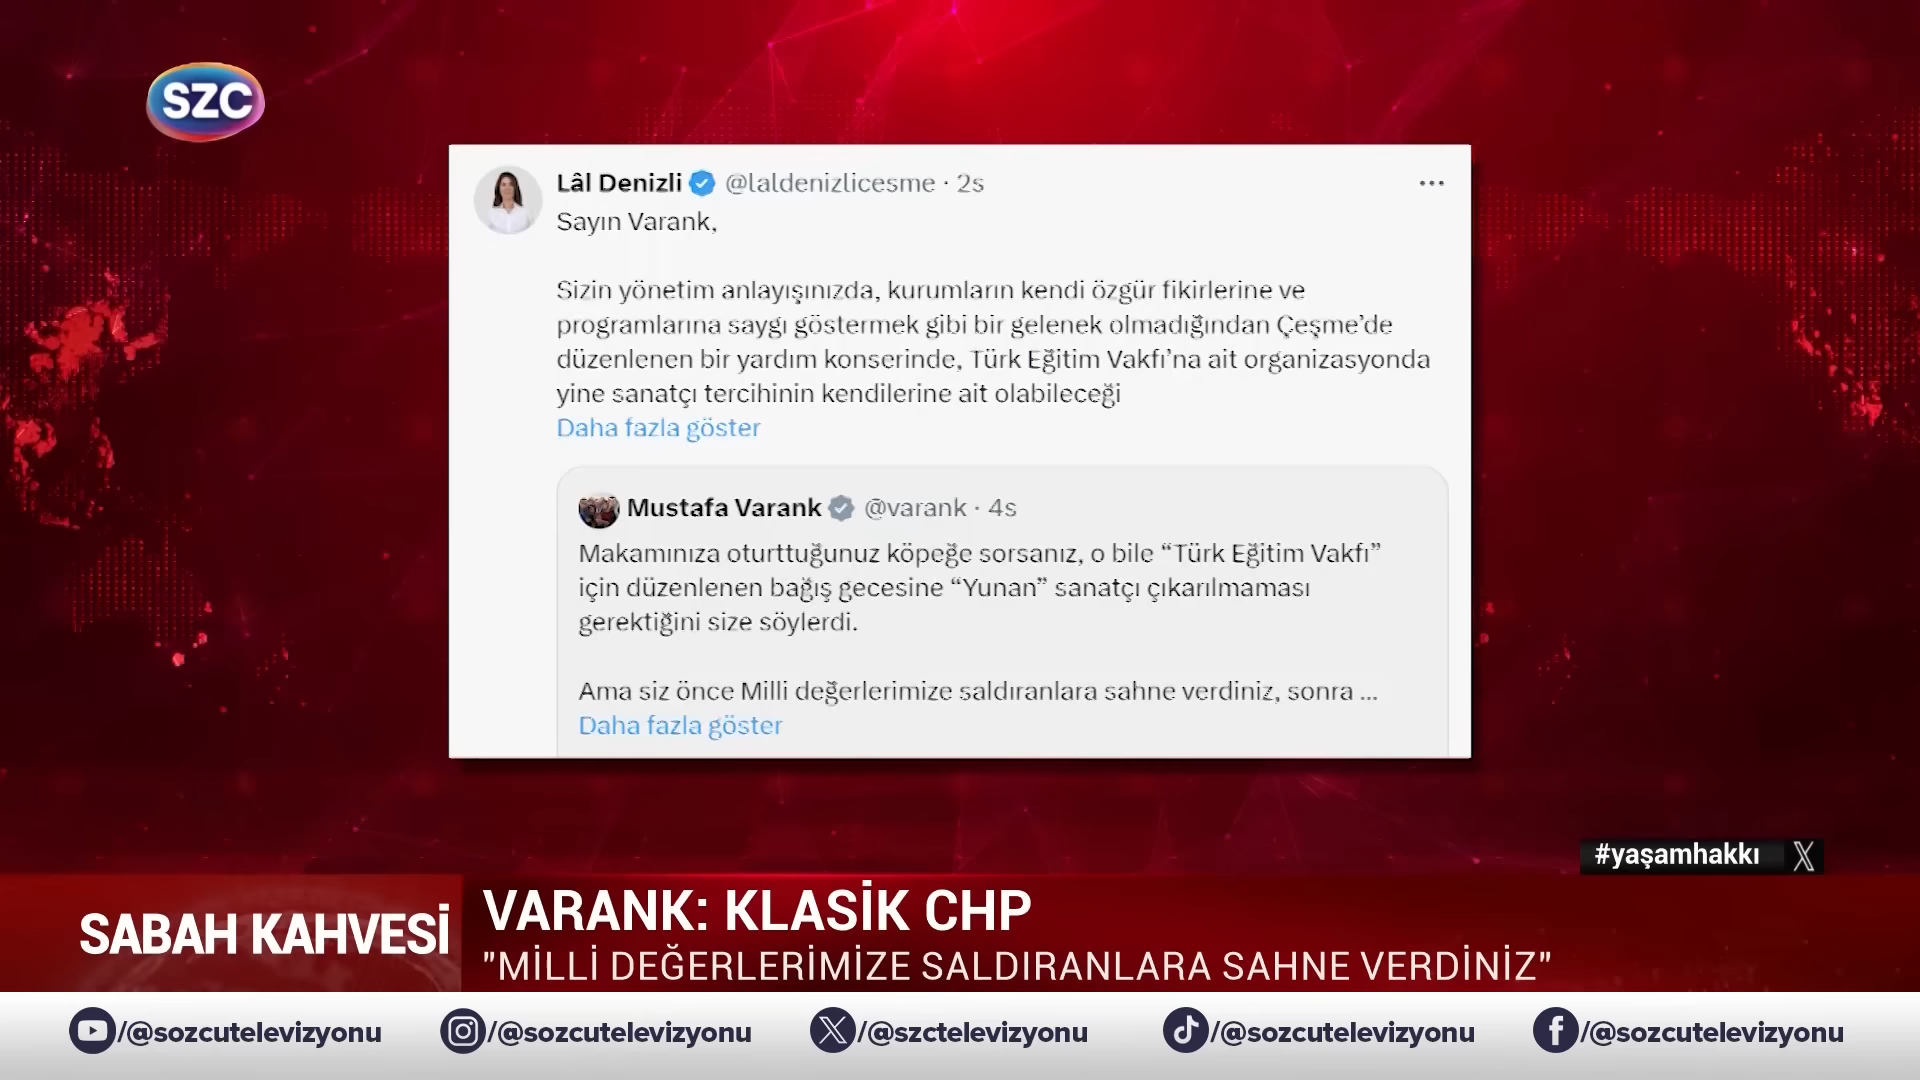 SZC
Lâl Denizli @laldenizlicesme · 2s
Sayın Varank,
Sizin yönetim anlayışınızda, kurumların kendi özgür fikirlerine ve
programlarına saygı göstermek gibi bir gelenek olmadığından Çeşme’de
düzenlenen bir yardım konserinde, Türk Eğitim Vakfı’na ait organizasyonda
yine sanatçı tercihinin kendilerine ait olabileceği
Daha fazla göster
Mustafa Varank @varank · 4s
Makamınıza oturttuğunuz köpeğe sorsanız, o bile “Türk Eğitim Vakfı”
için düzenlenen bağış gecesine “Yunan” sanatçı çıkarılmaması
gerektiğini size söylerdi.
Ama siz önce Milli değerlerimize saldıranlara sahne verdiniz, sonra ...
Daha fazla göster
#yaşamhakkı
SABAH KAHVESİ
VARANK: KLASİK CHP
"MİLLİ DEĞERLERİMİZE SALDIRANLARA SAHNE VERDİNİZ"
/@sozcutelevizyonu /@sozcutelevizyonu /@szctelevizyonu /@sozcutelevizyonu /@sozcutelevizyonu